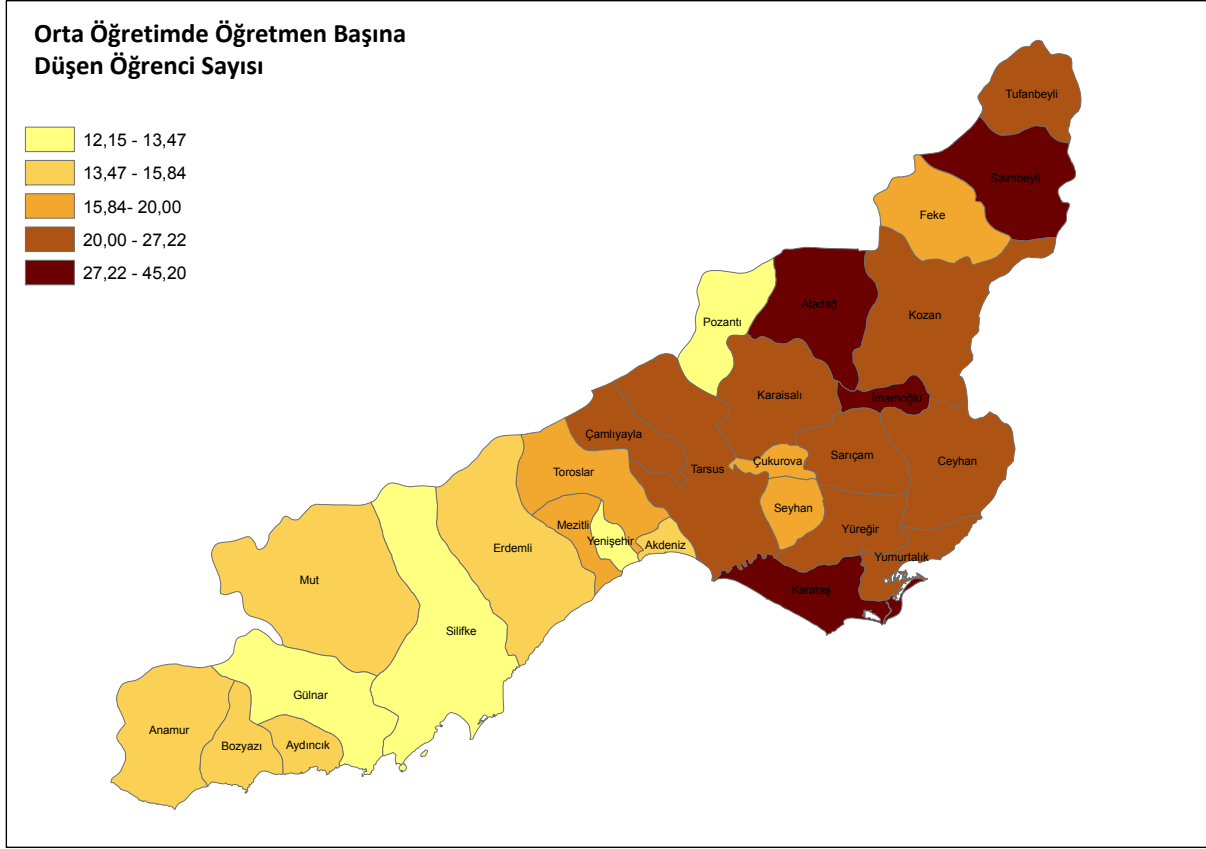 Orta Öğretimde Öğretmen Başına
Düşen Öğrenci Sayısı
12,15 - 13,47
13,47 - 15,84
15,84- 20,00
20,00 - 27,22
27,22 - 45,20
Tufanbeyli
Saimbeyli
Feke
Kozan
Aladağ
Pozantı
Karaisalı
İmamoğlu
Çamlıyayla
Tarsus
Çukurova
Sarıçam
Ceyhan
Toroslar
Seyhan
Mezitli
Yenişehir
Akdeniz
Yüreğir
Erdemli
Yumurtalık
Mut
Karataş
Silifke
Gülnar
Anamur
Bozyazı
Aydıncık